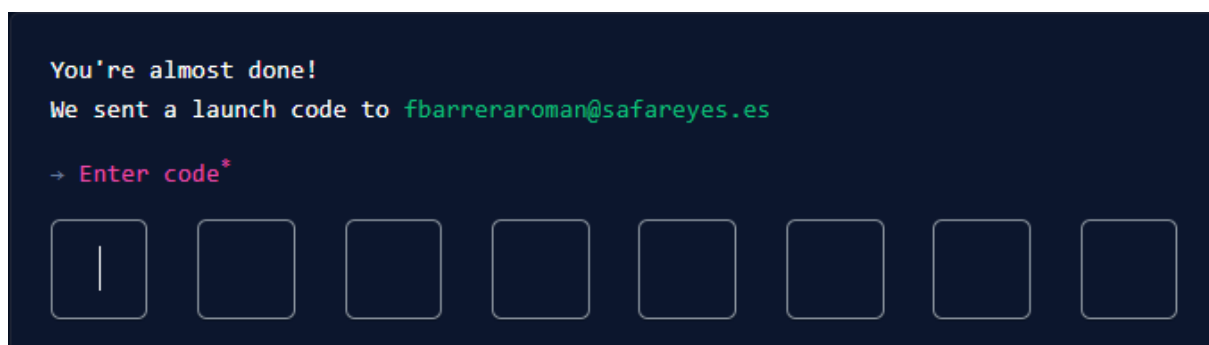 You're almost done!
We sent a launch code to fbarreraroman@safareyes.es
→ Enter code*